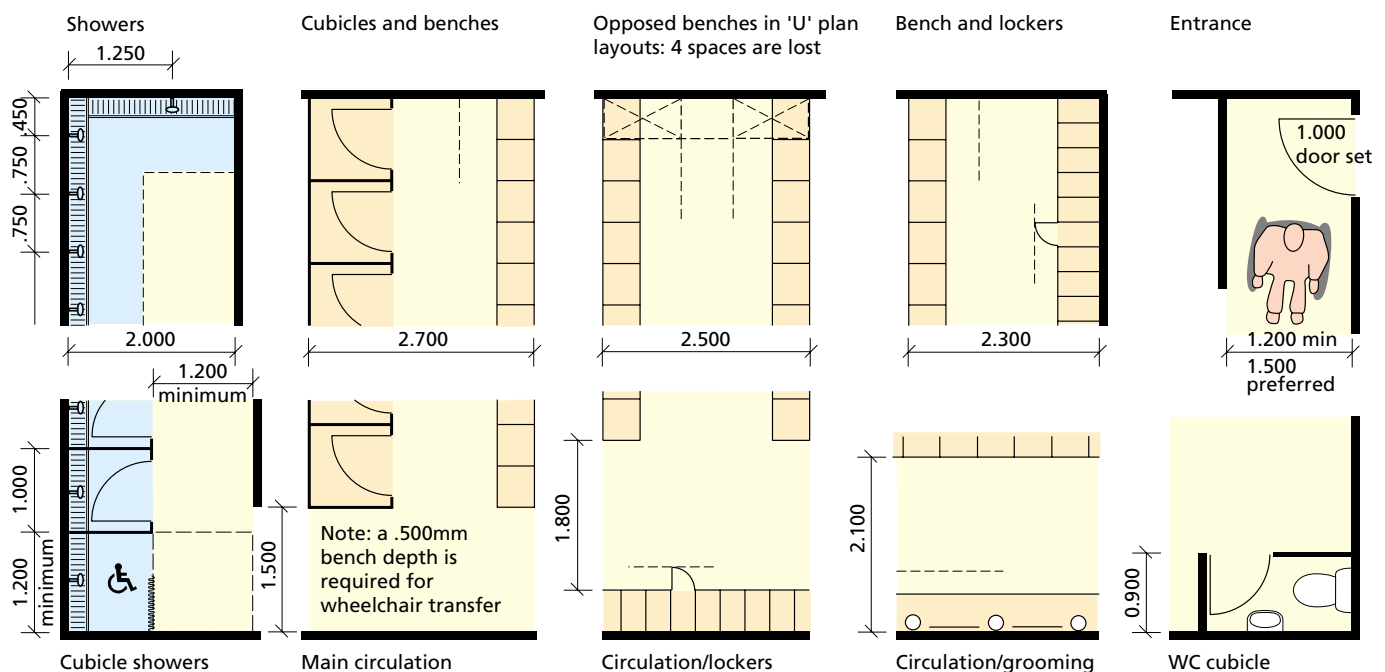 Showers
1.250
.450
.750
.750
2.000
Cubicles and benches
2.700
Opposed benches in 'U' plan
layouts: 4 spaces are lost
2.500
Bench and lockers
2.300
Entrance
1.000
door set
1.200 min
1.500
preferred
1.200
minimum
1.000
1.200
minimum
Cubicle showers
1.500
Note: a .500mm
bench depth is
required for
wheelchair transfer
Main circulation
1.800
Circulation/lockers
2.100
Circulation/grooming
0.900
WC cubicle